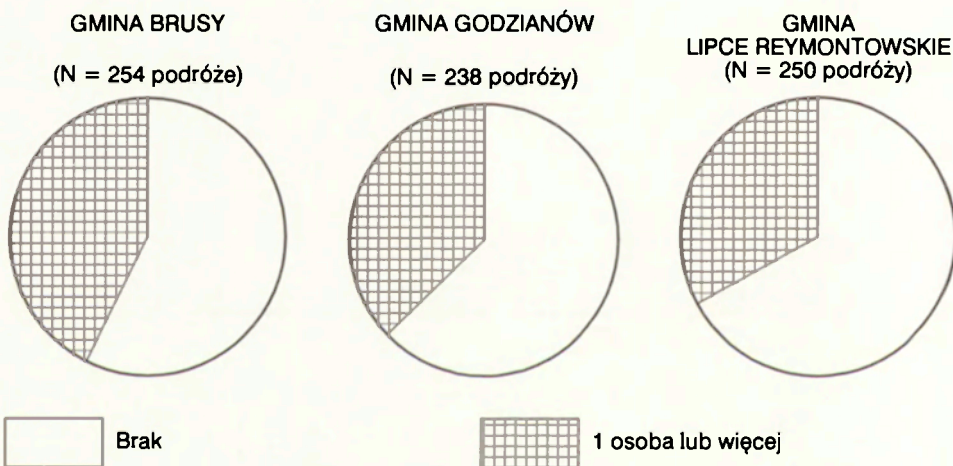 GMINA BRUSY
(N = 254 podróże)
GMINA GODZIANÓW
(N = 238 podróży)
GMINA
LIPCE REYMONTOWSKIE
(N = 250 podróży)
Brak
1 osoba lub więcej